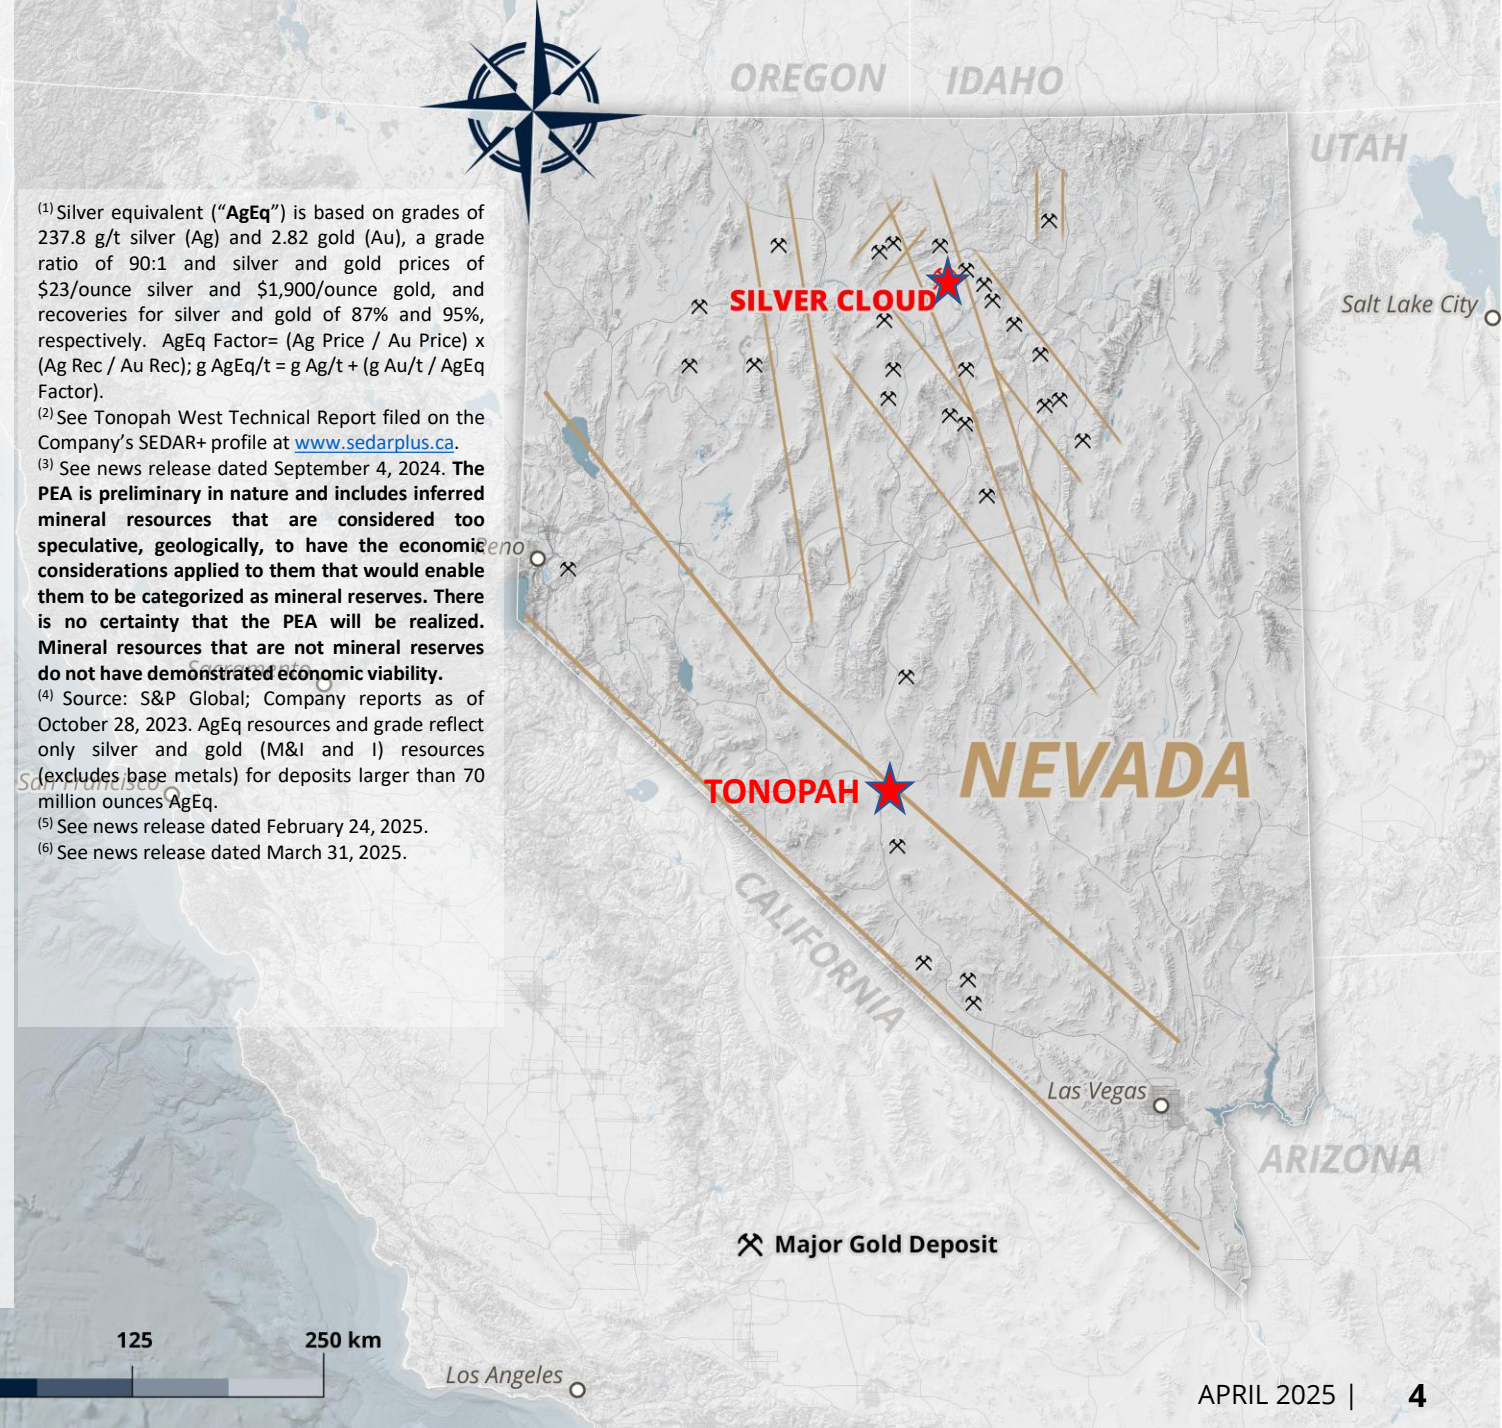 OREGON
IDAHO
UTAH
(1) Silver equivalent (“AgEq”) is based on grades of
237.8 g/t silver (Ag) and 2.82 gold (Au), a grade
ratio of 90:1 and silver and gold prices of
$23/ounce silver and $1,900/ounce gold, and
recoveries for silver and gold of 87% and 95%,
respectively. AgEq Factor= (Ag Price / Au Price) x
(Ag Rec / Au Rec); g AgEq/t = g Ag/t + (g Au/t / AgEq
Factor).
(2) See Tonopah West Technical Report filed on the
Company’s SEDAR+ profile at www.sedarplus.ca.
(3) See news release dated September 4, 2024. The
PEA is preliminary in nature and includes inferred
mineral resources that are considered too
speculative, geologically, to have the economic
considerations applied to them that would enable
them to be categorized as mineral reserves. There
is no certainty that the PEA will be realized.
Mineral resources that are not mineral reserves
do not have demonstrated economic viability.
(4) Source: S&P Global; Company reports as of
October 28, 2023. AgEq resources and grade reflect
only silver and gold (M&I and I) resources
(excludes base metals) for deposits larger than 70
million ounces AgEq.
(5) See news release dated February 24, 2025.
(6) See news release dated March 31, 2025.
SILVER CLOUD
Salt Lake City
Reno
Sacramento
San Francisco
TONOPAH
NEVADA
CALIFORNIA
Las Vegas
ARIZONA
Major Gold Deposit
125
250 km
Los Angeles
APRIL 2025 | 4